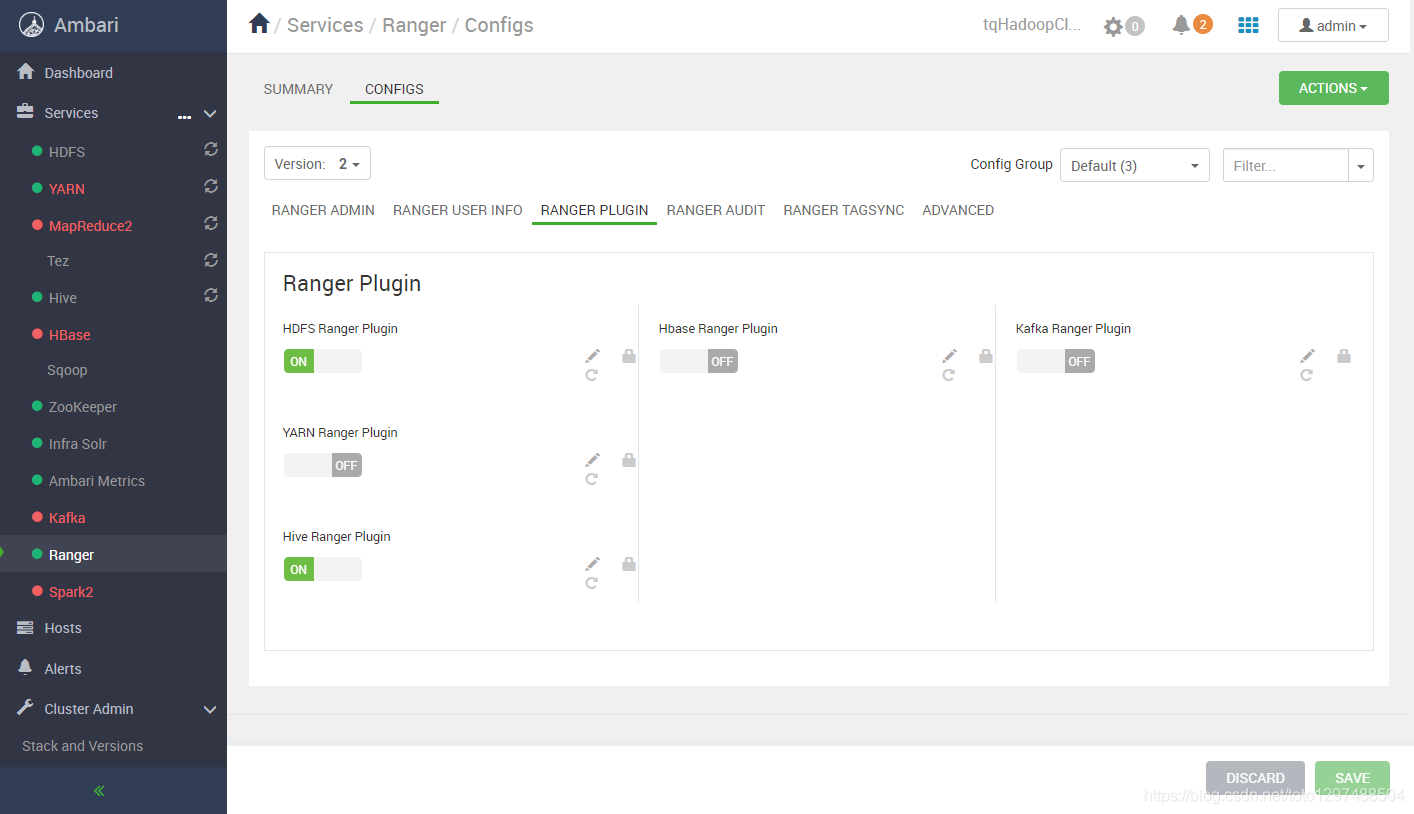 Ambari
/ Services / Ranger / Configs
tqHadoopCl...
0
2
admin
Dashboard
Services
...
HDFS
YARN
MapReduce2
Tez
Hive
HBase
Sqoop
ZooKeeper
Infra Solr
Ambari Metrics
Kafka
Ranger
Spark2
Hosts
Alerts
Cluster Admin
Stack and Versions
SUMMARY CONFIGS
ACTIONS
Version: 2
Config Group Default (3) Filter...
RANGER ADMIN RANGER USER INFO RANGER PLUGIN RANGER AUDIT RANGER TAGSYNC ADVANCED
Ranger Plugin
HDFS Ranger Plugin
ON
YARN Ranger Plugin
OFF
Hive Ranger Plugin
ON
Hbase Ranger Plugin
OFF
Kafka Ranger Plugin
OFF
DISCARD SAVE
https://blog.csdn.net/toto1297488504